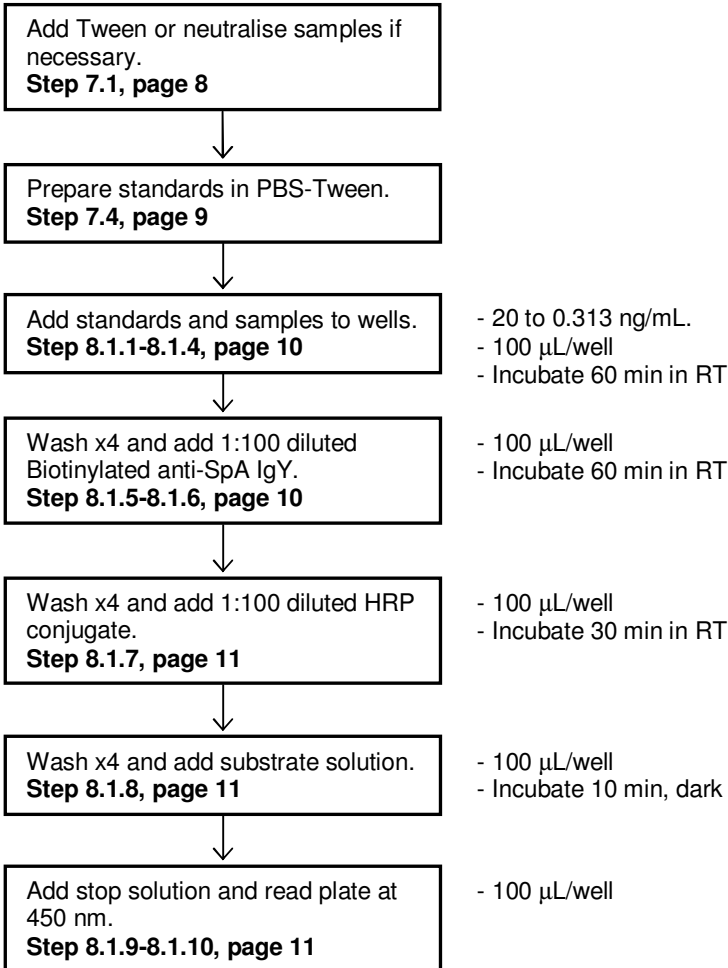 Add Tween or neutralise samples if
necessary.
Step 7.1, page 8
Prepare standards in PBS-Tween.
Step 7.4, page 9
Add standards and samples to wells.
Step 8.1.1-8.1.4, page 10
- 20 to 0.313 ng/mL.
- 100 μL/well
- Incubate 60 min in RT
Wash x4 and add 1:100 diluted
Biotinylated anti-SpA IgY.
Step 8.1.5-8.1.6, page 10
- 100 μL/well
- Incubate 60 min in RT
Wash x4 and add 1:100 diluted HRP
conjugate.
Step 8.1.7, page 11
- 100 μL/well
- Incubate 30 min in RT
Wash x4 and add substrate solution.
Step 8.1.8, page 11
- 100 μL/well
- Incubate 10 min, dark
Add stop solution and read plate at
450 nm.
Step 8.1.9-8.1.10, page 11
- 100 μL/well